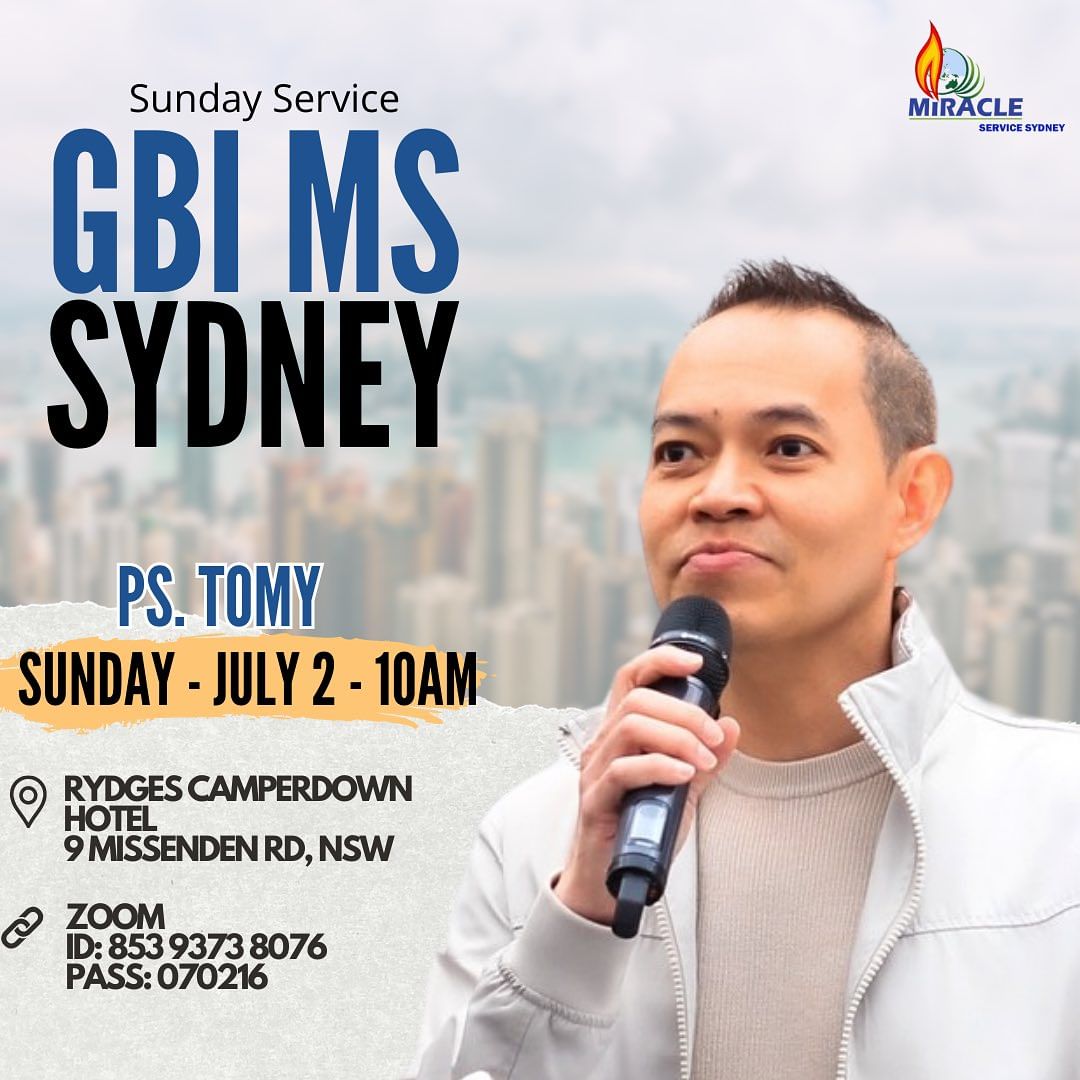 Sunday Service
GBI MS
SYDNEY
MiRACLE
SERVICE SYDNEY
PS. TOMY
SUNDAY - JULY 2 - 10AM
RYDGES CAMPERDOWN
HOTEL
9 MISSENDEN RD, NSW
ZOOM
ID: 853 9373 8076
PASS: 070216